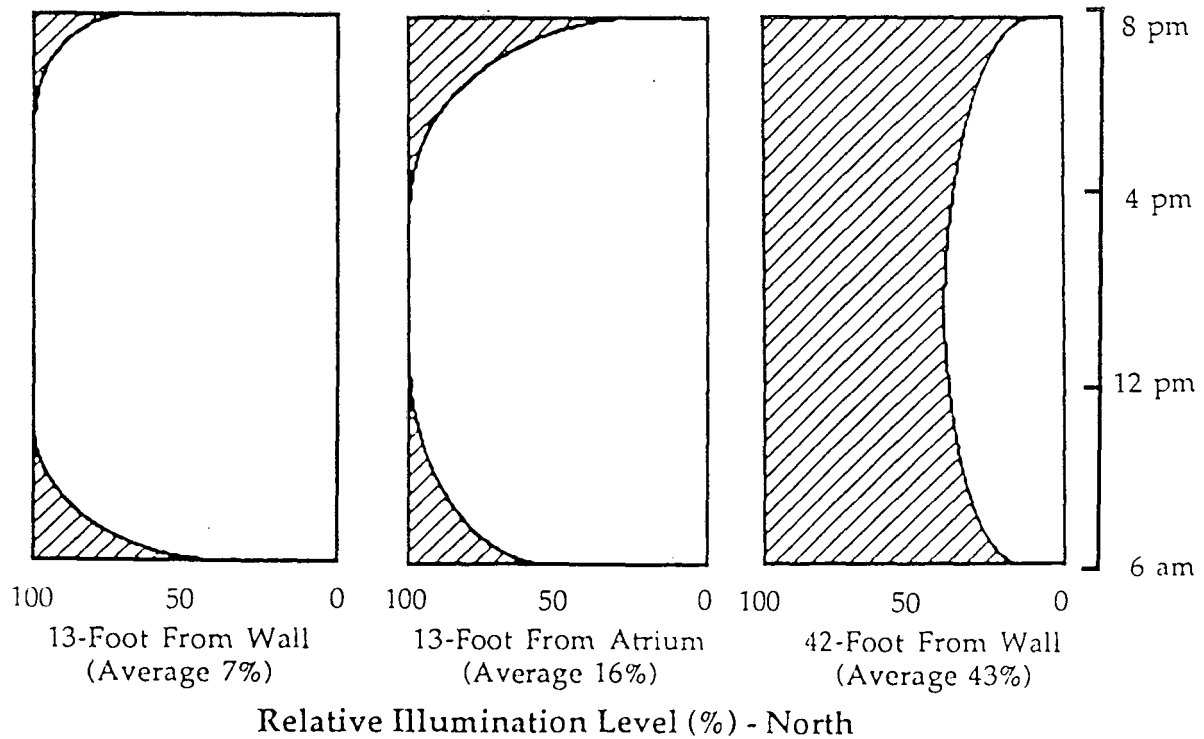 8 pm
4 pm
12 pm
6 am
100 50 0
100 50 0
100 50 0
13-Foot From Wall
(Average 7%)
13-Foot From Atrium
(Average 16%)
42-Foot From Wall
(Average 43%)
Relative Illumination Level (%) - North